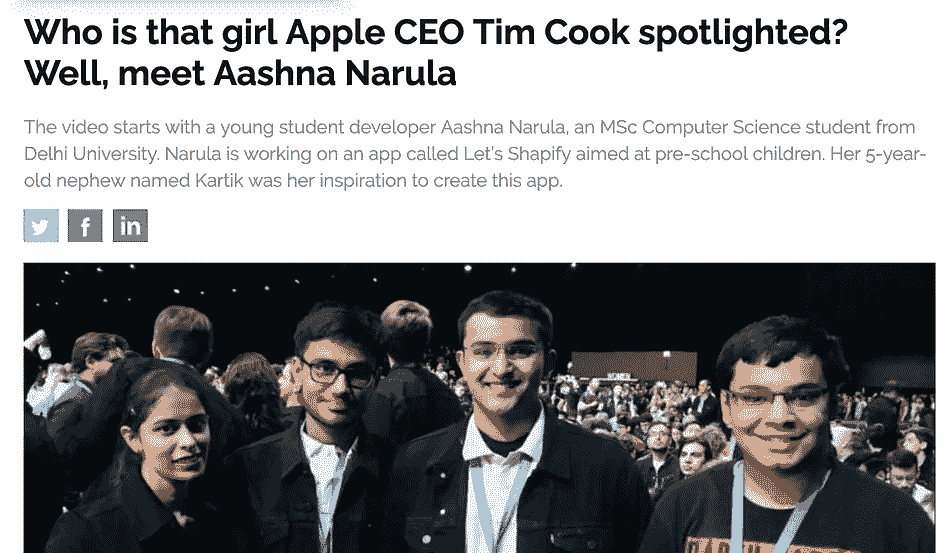 Who is that girl Apple CEO Tim Cook spotlighted?
Well, meet Aashna Narula
The video starts with a young student developer Aashna Narula, an MSc Computer Science student from
Delhi University. Narula is working on an app called Let's Shapify aimed at pre-school children. Her 5-year-
old nephew named Kartik was her inspiration to create this app.
f
in